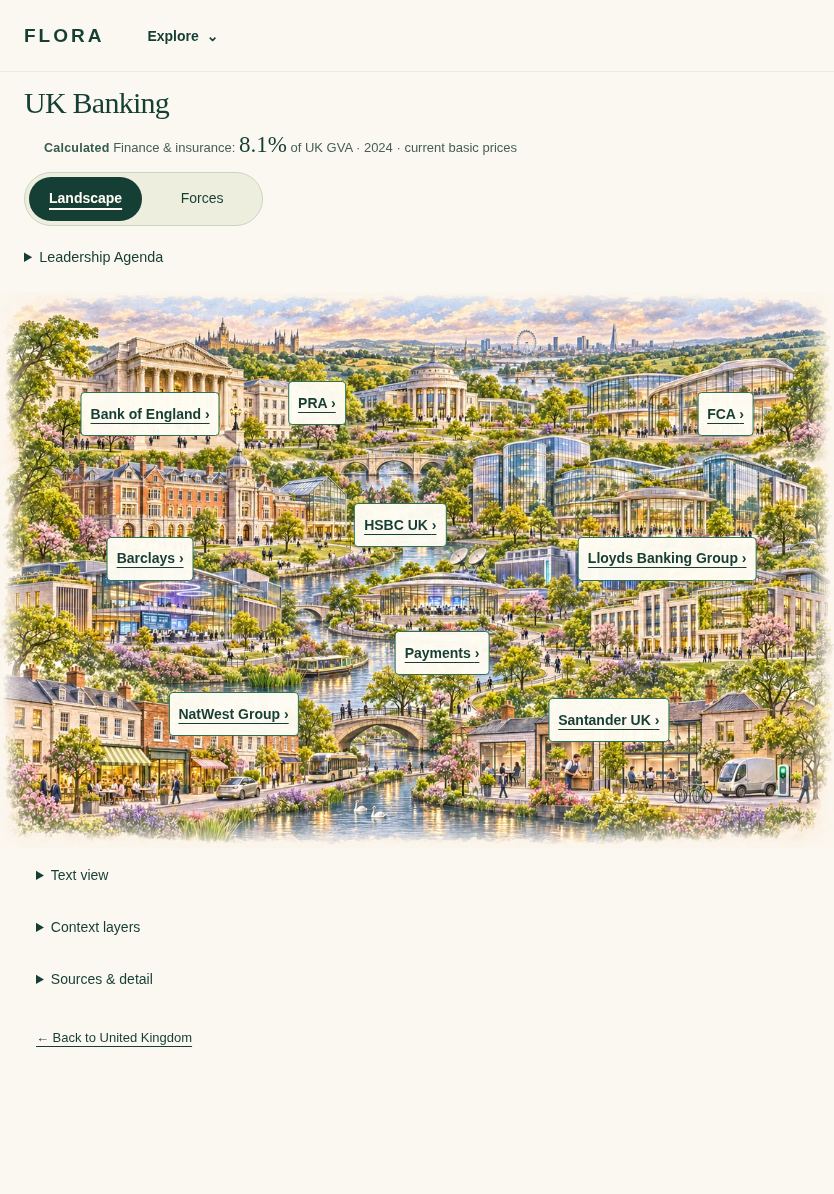 FLORA
Explore
UK Banking
Calculated Finance & insurance: 8.1% of UK GVA · 2024 · current basic prices
Landscape
Forces
Leadership Agenda
Bank of England ›
PRA ›
FCA ›
HSBC UK ›
Barclays ›
Lloyds Banking Group ›
Payments ›
NatWest Group ›
Santander UK ›
Text view
Context layers
Sources & detail
← Back to United Kingdom